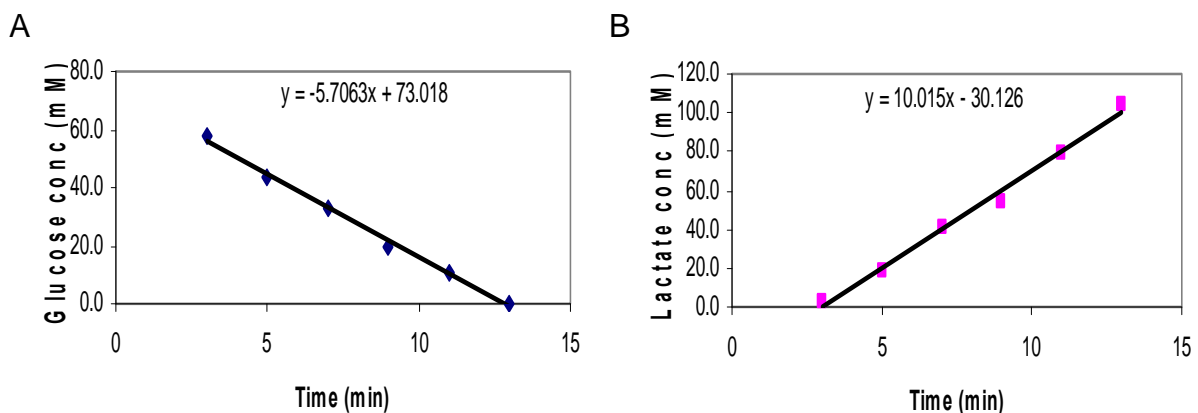 A
Glucose conc (mM)
80.0
60.0
40.0
20.0
0.0
y = -5.7063x + 73.018
0 5 10 15
Time (min)
B
Lactate conc (mM)
120.0
100.0
80.0
60.0
40.0
20.0
0.0
y = 10.015x - 30.126
0 5 10 15
Time (min)